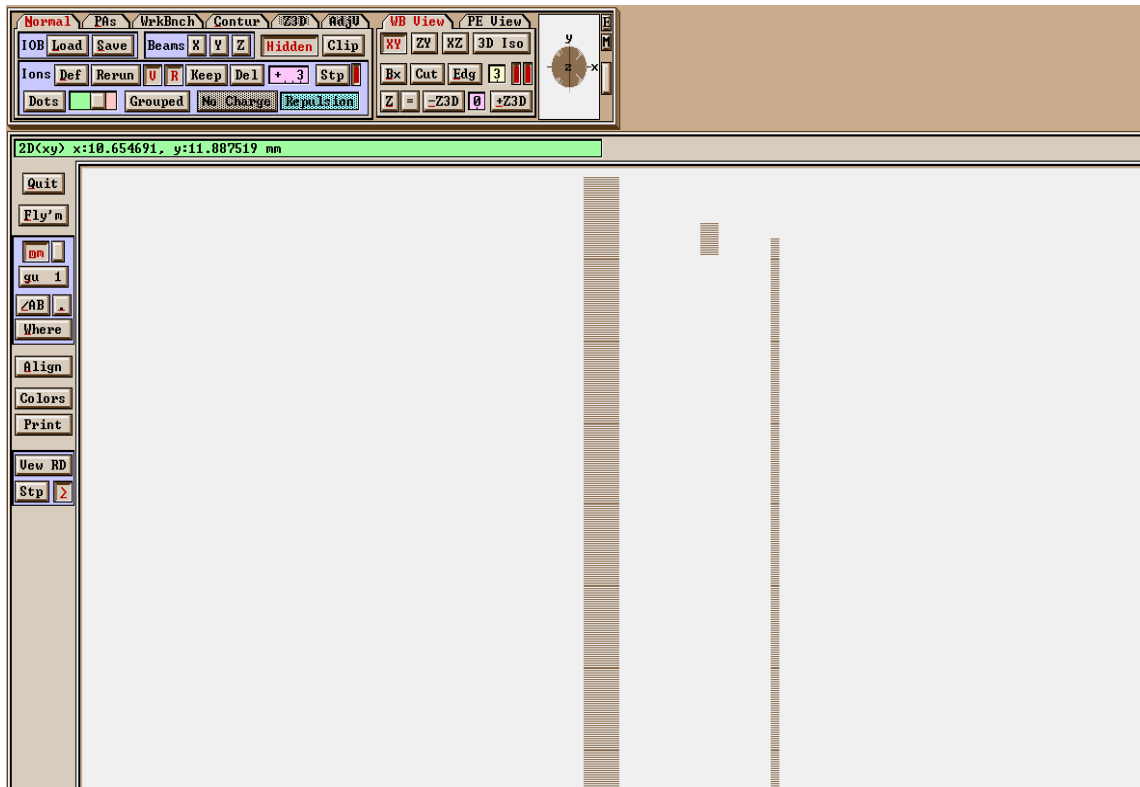 Normal PAs WrkBnch Contur Z3D AdjV WB View PE View
IOB Load Save Beams X Y Z Hidden Clip XY ZY XZ 3D Iso
Ions Def Rerun V R Keep Del + 3 Stp Bx Cut Edg 3
Dots Grouped No Charge Repulsion Z = -Z3D 0 +Z3D
y
z x
E
M
2D(xy) x:10.654691, y:11.887519 mm
Quit
Fly'm
mm
gu 1
∠AB .
Where
Align
Colors
Print
Vew RD
Stp >